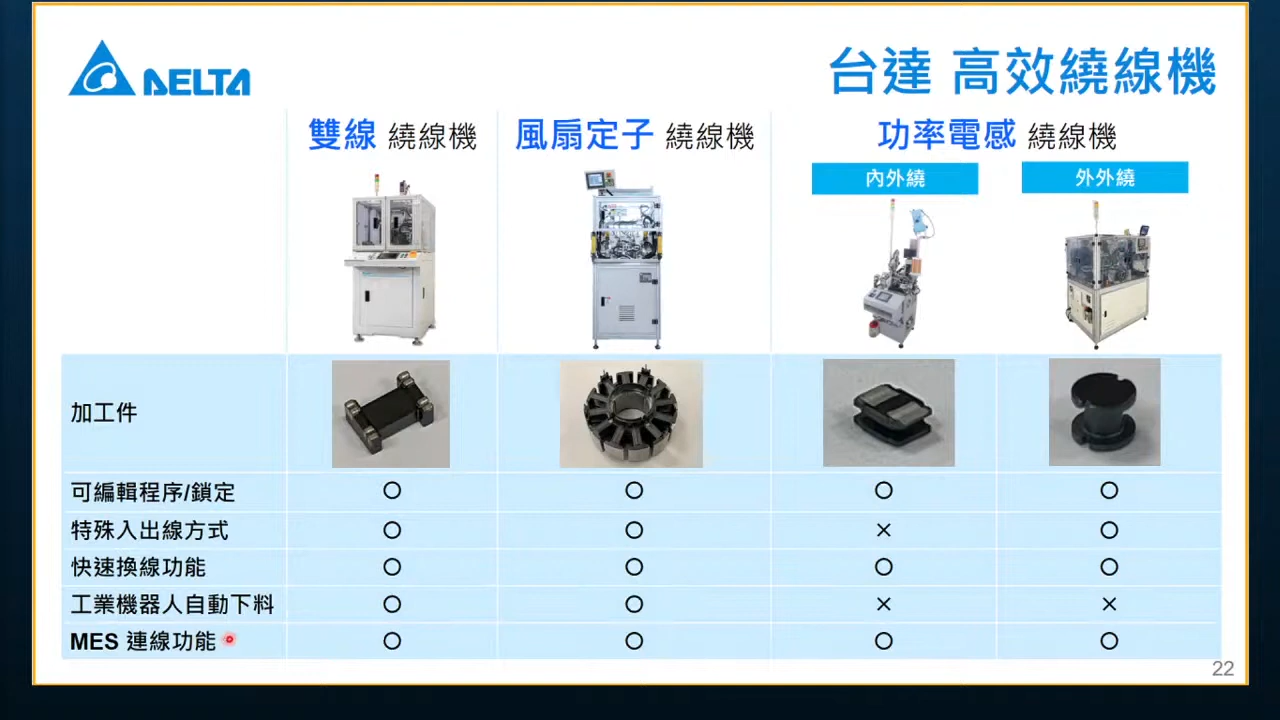 DELTA
台達 高效繞線機
雙線 繞線機
風扇定子 繞線機
功率電感 繞線機
內外繞
外外繞
加工件
可編輯程序/鎖定 〇 〇 〇 〇
特殊入出線方式 〇 〇 × 〇
快速換線功能 〇 〇 〇 〇
工業機器人自動下料 〇 〇 × ×
MES 連線功能 〇 〇 〇 〇
22